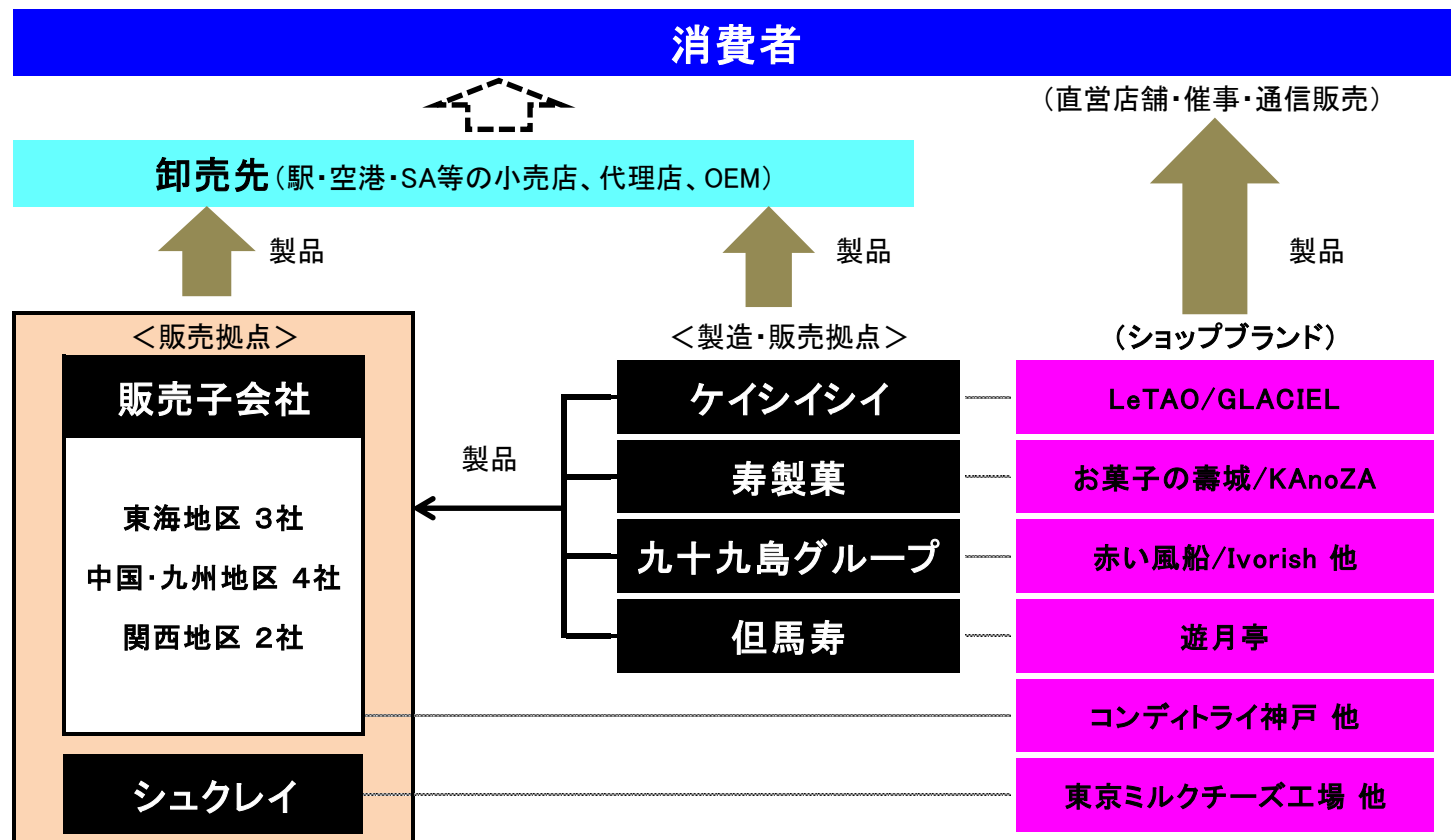 消費者
(直営店舗・催事・通信販売)
卸売先(駅・空港・SA等の小売店、代理店、OEM)
製品
製品
製品
<販売拠点>
販売子会社
東海地区 3社
中国・九州地区 4社
関西地区 2社
シュクレイ
製品
<製造・販売拠点>
ケイシイシイ
寿製菓
九十九島グループ
但馬寿
(ショップブランド)
LeTAO/GLACIEL
お菓子の壽城/KAnoZA
赤い風船/Ivorish 他
遊月亭
コンディトライ神戸 他
東京ミルクチーズ工場 他